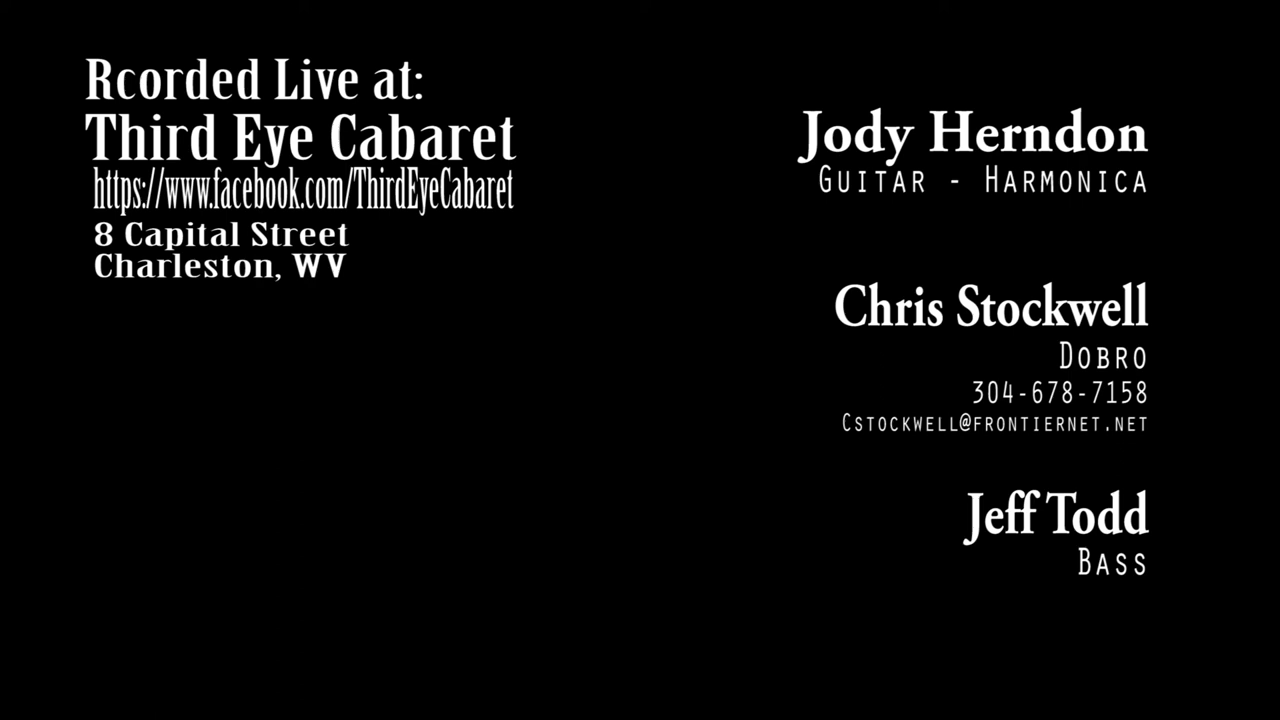 Rcorded Live at:
Third Eye Cabaret
https://www.facebook.com/ThirdEyeCabaret
8 Capital Street
Charleston, WV
Jody Herndon
Guitar - Harmonica
Chris Stockwell
Dobro
304-678-7158
Cstockwell@frontiernet.net
Jeff Todd
Bass